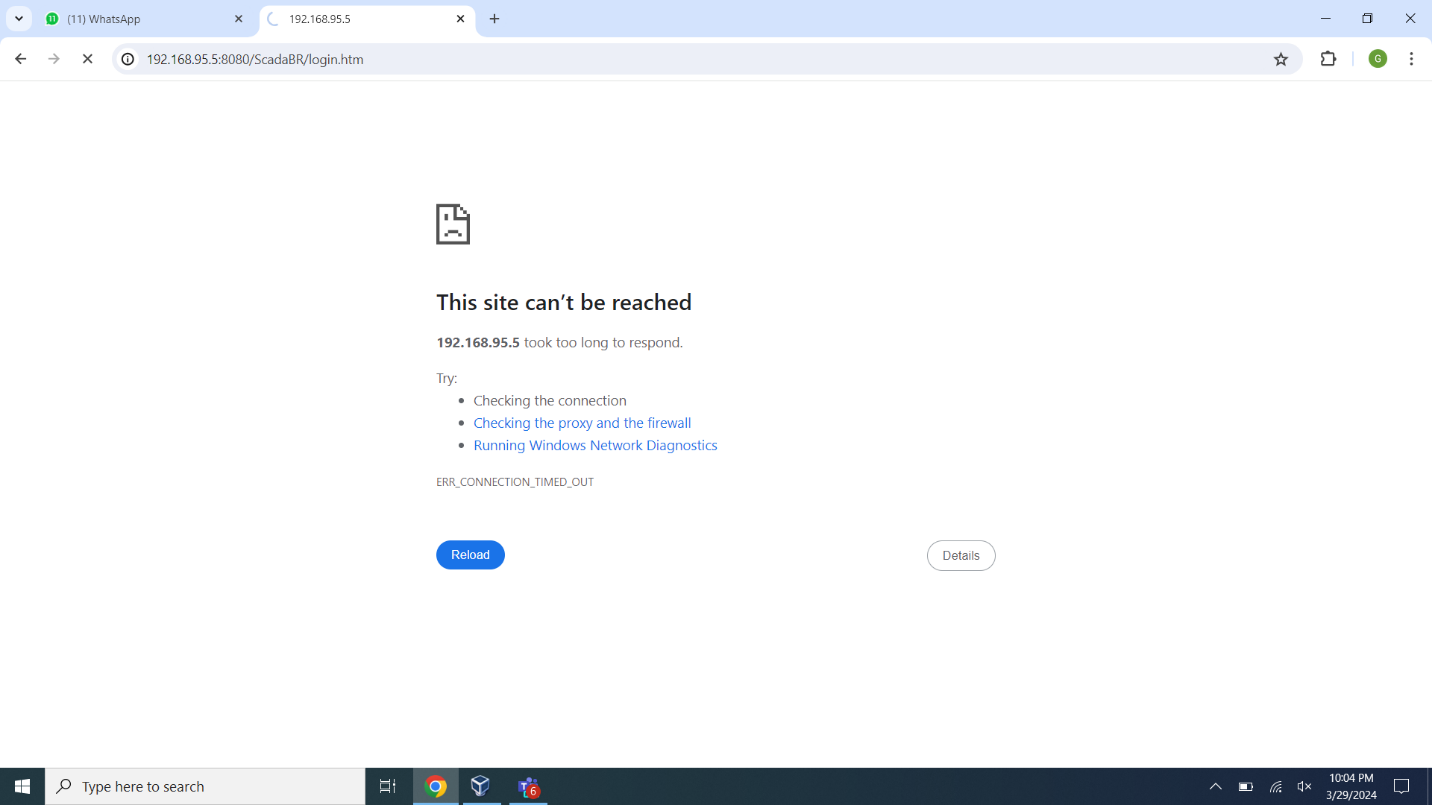 11
(11) WhatsApp
192.168.95.5
192.168.95.5:8080/ScadaBR/login.htm
G
This site can’t be reached
192.168.95.5 took too long to respond.
Try:
Checking the connection
Checking the proxy and the firewall
Running Windows Network Diagnostics
ERR_CONNECTION_TIMED_OUT
Reload
Details
Type here to search
T
6
10:04 PM
3/29/2024